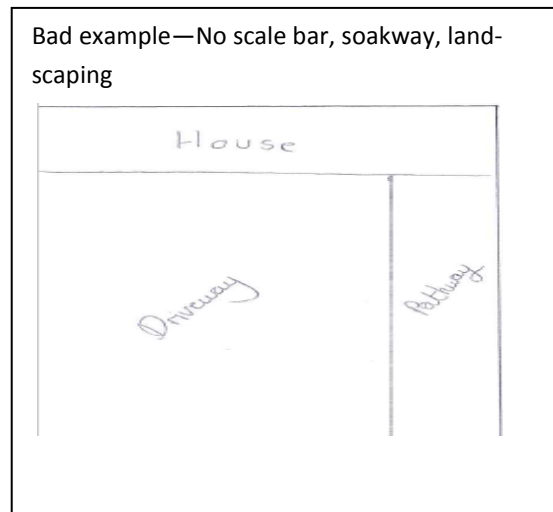 Bad example—No scale bar, soakway, land-
scaping
House
Driveway
Pathway